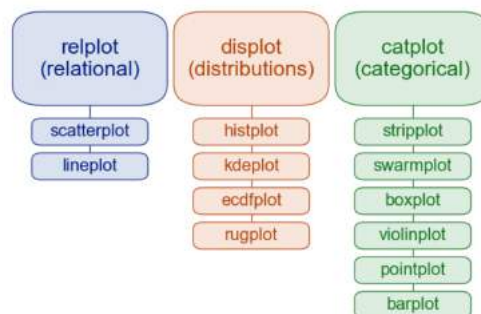 relplot
(relational)
scatterplot
lineplot
displot
(distributions)
histplot
kdeplot
ecdfplot
rugplot
catplot
(categorical)
stripplot
swarmplot
boxplot
violinplot
pointplot
barplot